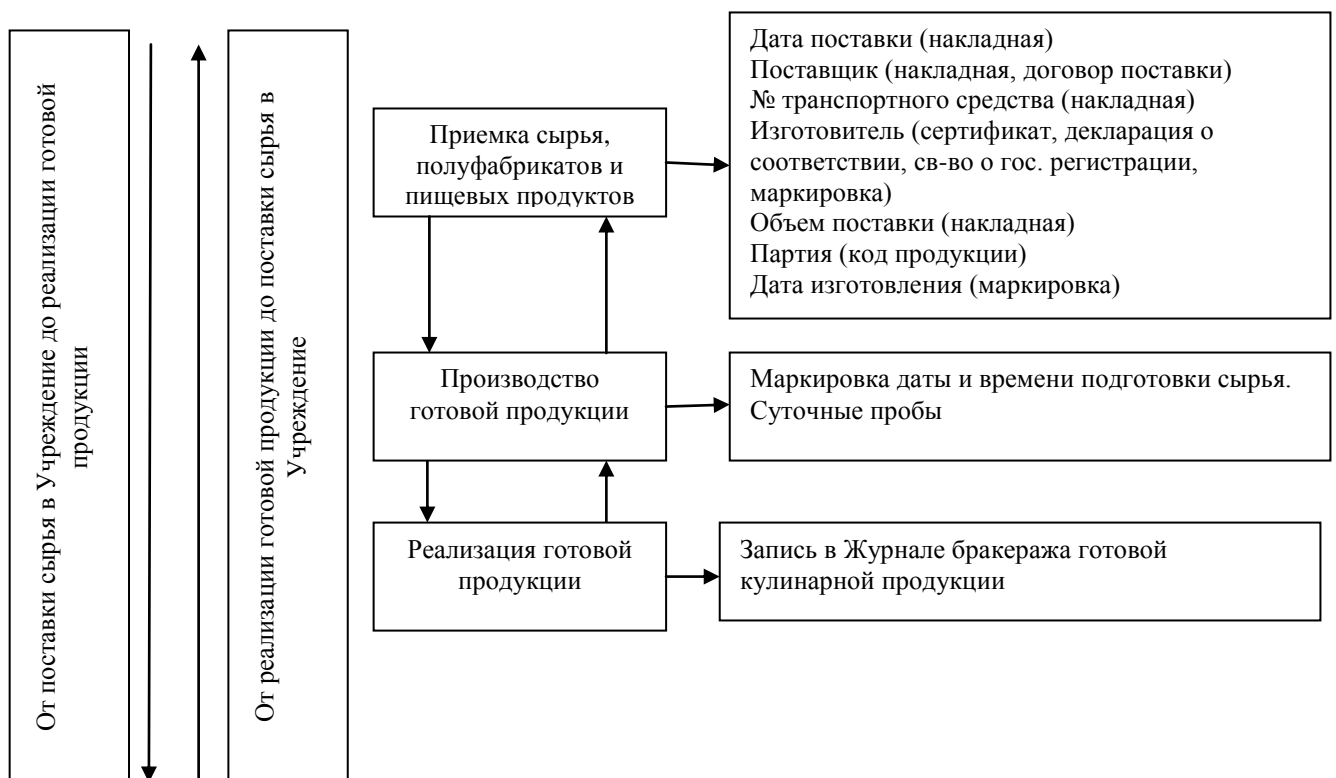 От поставки сырья в Учреждение до реализации готовой
продукции
От реализации готовой продукции до поставки сырья в
Учреждение
Приемка сырья,
полуфабрикатов и
пищевых продуктов
Дата поставки (накладная)
Поставщик (накладная, договор поставки)
№ транспортного средства (накладная)
Изготовитель (сертификат, декларация о
соответствии, св-во о гос. регистрации,
маркировка)
Объем поставки (накладная)
Партия (код продукции)
Дата изготовления (маркировка)
Производство
готовой продукции
Маркировка даты и времени подготовки сырья.
Суточные пробы
Реализация готовой
продукции
Запись в Журнале бракеража готовой
кулинарной продукции